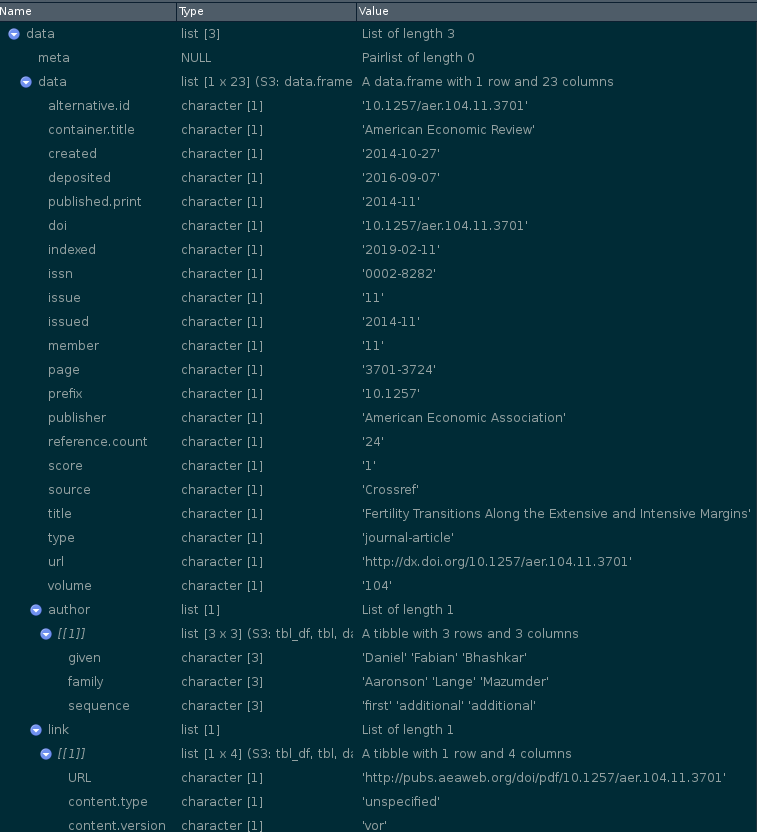 Name Type Value
data list [3] List of length 3
meta NULL Pairlist of length 0
data list [1 x 23] (S3: data.frame A data.frame with 1 row and 23 columns
alternative.id character [1] '10.1257/aer.104.11.3701'
container.title character [1] 'American Economic Review'
created character [1] '2014-10-27'
deposited character [1] '2016-09-07'
published.print character [1] '2014-11'
doi character [1] '10.1257/aer.104.11.3701'
indexed character [1] '2019-02-11'
issn character [1] '0002-8282'
issue character [1] '11'
issued character [1] '2014-11'
member character [1] '11'
page character [1] '3701-3724'
prefix character [1] '10.1257'
publisher character [1] 'American Economic Association'
reference.count character [1] '24'
score character [1] '1'
source character [1] 'Crossref'
title character [1] 'Fertility Transitions Along the Extensive and Intensive Margins'
type character [1] 'journal-article'
url character [1] 'http://dx.doi.org/10.1257/aer.104.11.3701'
volume character [1] '104'
author list [1] List of length 1
[[1]] list [3 x 3] (S3: tbl_df, tbl, da A tibble with 3 rows and 3 columns
given character [3] 'Daniel' 'Fabian' 'Bhashkar'
family character [3] 'Aaronson' 'Lange' 'Mazumder'
sequence character [3] 'first' 'additional' 'additional'
link list [1] List of length 1
[[1]] list [1 x 4] (S3: tbl_df, tbl, da A tibble with 1 row and 4 columns
URL character [1] 'http://pubs.aeaweb.org/doi/pdf/10.1257/aer.104.11.3701'
content.type character [1] 'unspecified'
content.version character [1] 'vor'